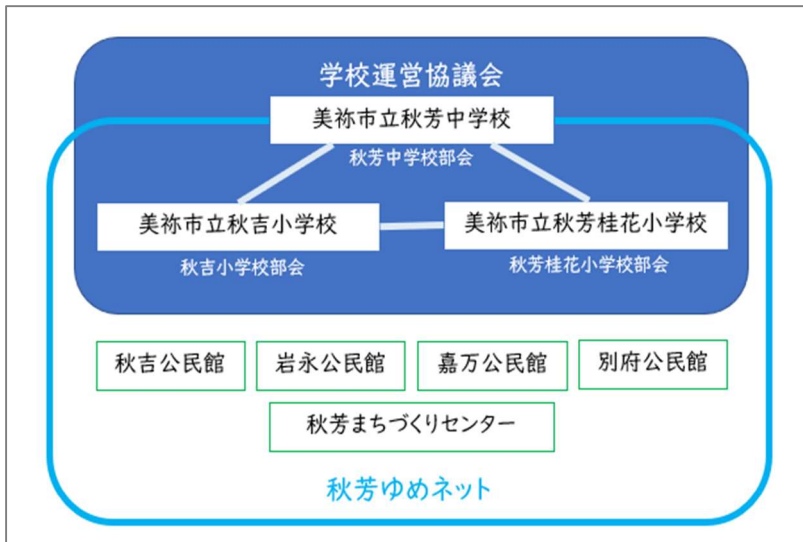 学校運営協議会
美祢市立秋芳中学校
秋芳中学校部会
美祢市立秋吉小学校
美祢市立秋芳桂花小学校
秋吉小学校部会
秋芳桂花小学校部会
秋吉公民館
岩永公民館
嘉万公民館
別府公民館
秋芳まちづくりセンター
秋芳ゆめネット